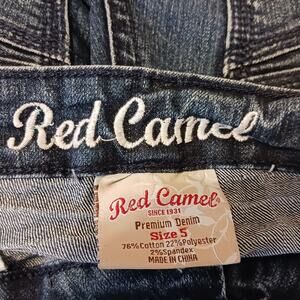 Red Camel
Red Camel®
SINCE 1931
Premium Denim
Size 5
76%Cotton 22%Polyester
2%Spandex
MADE IN CHINA